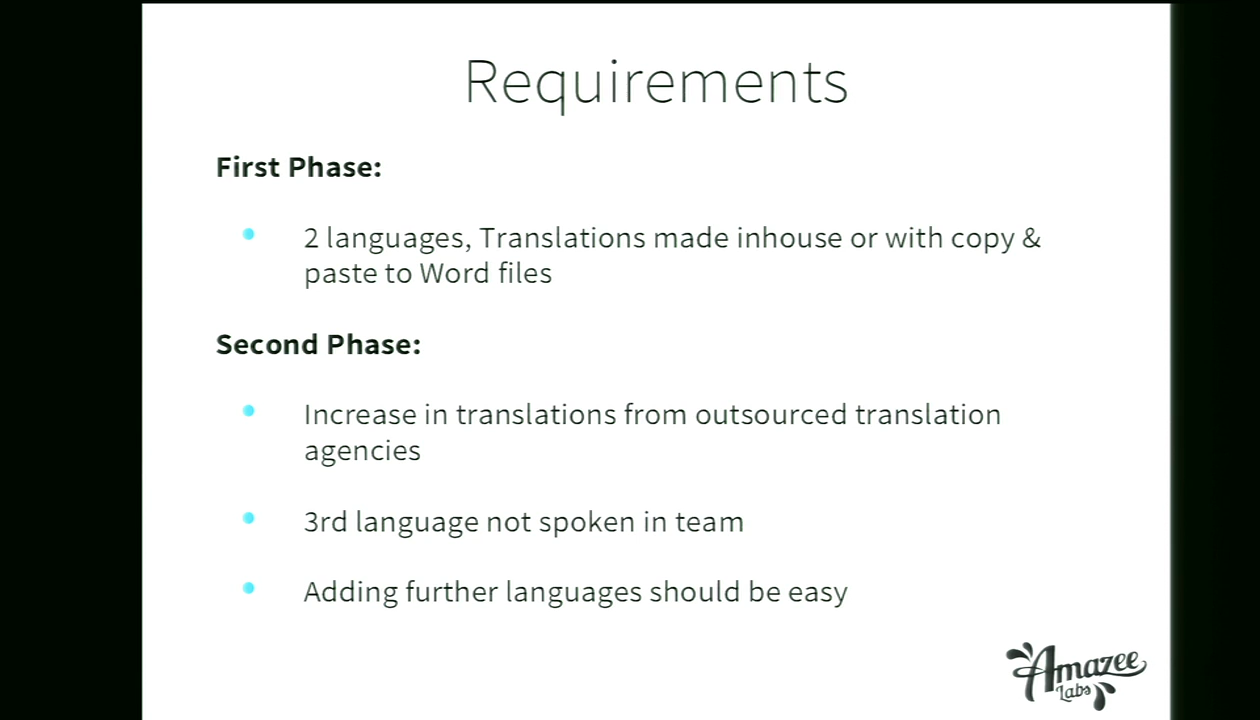 Requirements
First Phase:
2 languages, Translations made inhouse or with copy &
paste to Word files
Second Phase:
Increase in translations from outsourced translation
agencies
3rd language not spoken in team
Adding further languages should be easy
Amazee
Labs